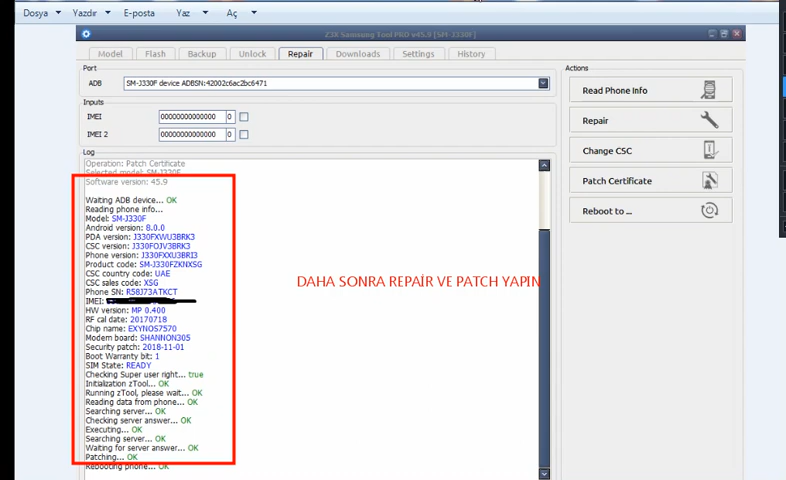 Dosya Yazdır E-posta Yaz Aç
Z3X Samsung Tool PRO v45.9 [SM-J330F]
Model Flash Backup Unlock Repair Downloads Settings History
Port
ADB SM-J330F device ADBSN:42002c6ac2bc6471
Inputs
IMEI 00000000000000 0
IMEI 2 00000000000000 0
Log
Operation: Patch Certificate
Selected model: SM-J330F
Software version: 45.9
Waiting ADB device... OK
Reading phone info...
Model: SM-J330F
Android version: 8.0.0
PDA version: J330FXWU3BRK3
CSC version: J330FOJV3BRK3
Phone version: J330FXXU3BRI3
Product code: SM-J330FZKNXSG
CSC country code: UAE
CSC sales code: XSG
Phone SN: R58J73ATKCT
IMEI:
HW version: MP 0.400
RF cal date: 20170718
Chip name: EXYNOS7570
Modem board: SHANNON305
Security patch: 2018-11-01
Boot Warranty bit: 1
SIM State: READY
Checking Super user right... true
Initialization zTool... OK
Running zTool, please wait... OK
Reading data from phone... OK
Searching server... OK
Checking server answer... OK
Executing... OK
Searching server... OK
Waiting for server answer... OK
Patching... OK
Rebooting phone... OK
DAHA SONRA REPAİR VE PATCH YAPIN
Actions
Read Phone Info
Repair
Change CSC
Patch Certificate
Reboot to ...